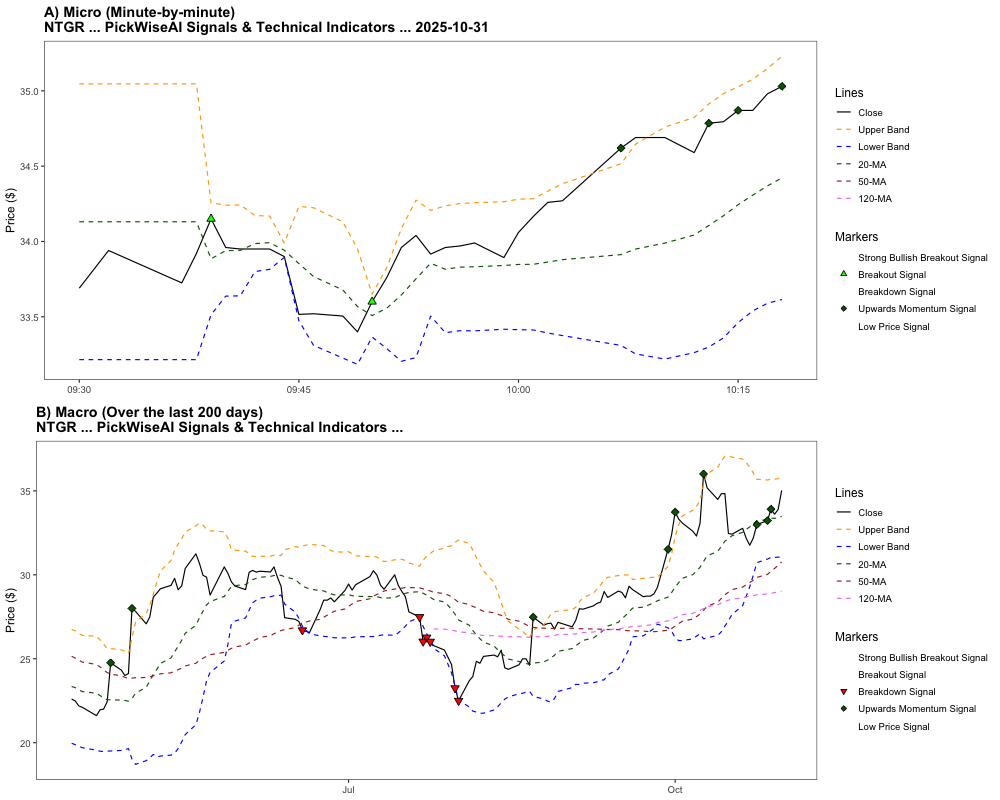 A) Micro (Minute-by-minute)
NTGR ... PickWiseAI Signals & Technical Indicators ... 2025-10-31
Price ($)
35.0
34.5
34.0
33.5
09:30
09:45
10:00
10:15
Lines
Close
Upper Band
Lower Band
20-MA
50-MA
120-MA
Markers
Strong Bullish Breakout Signal
Breakout Signal
Breakdown Signal
Upwards Momentum Signal
Low Price Signal
B) Macro (Over the last 200 days)
NTGR ... PickWiseAI Signals & Technical Indicators ...
Price ($)
35
30
25
20
Jul
Oct
Lines
Close
Upper Band
Lower Band
20-MA
50-MA
120-MA
Markers
Strong Bullish Breakout Signal
Breakout Signal
Breakdown Signal
Upwards Momentum Signal
Low Price Signal